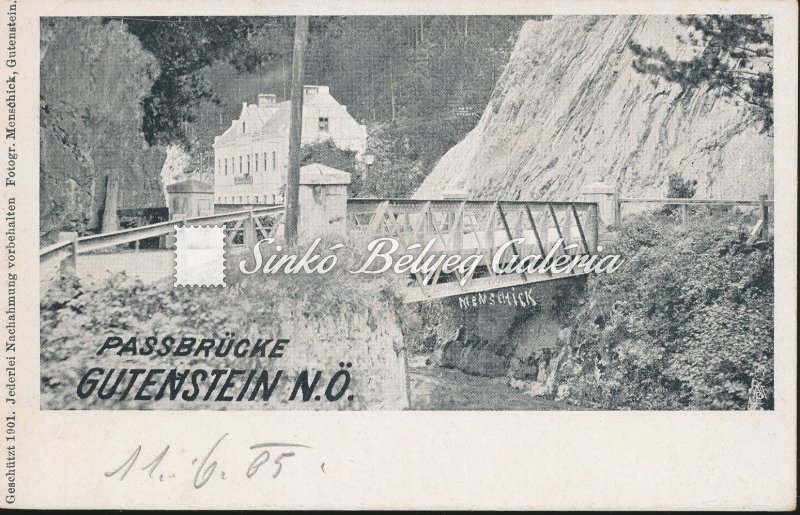 Geschützt 1901. Jederlei Nachahmung vorbehalten Fotogr. Menschick, Gutenstein.
Sinkó Bélyeg Galéria
MENSCHICK
PASSBRÜCKE
GUTENSTEIN N.Ö.
11. 6. 05.